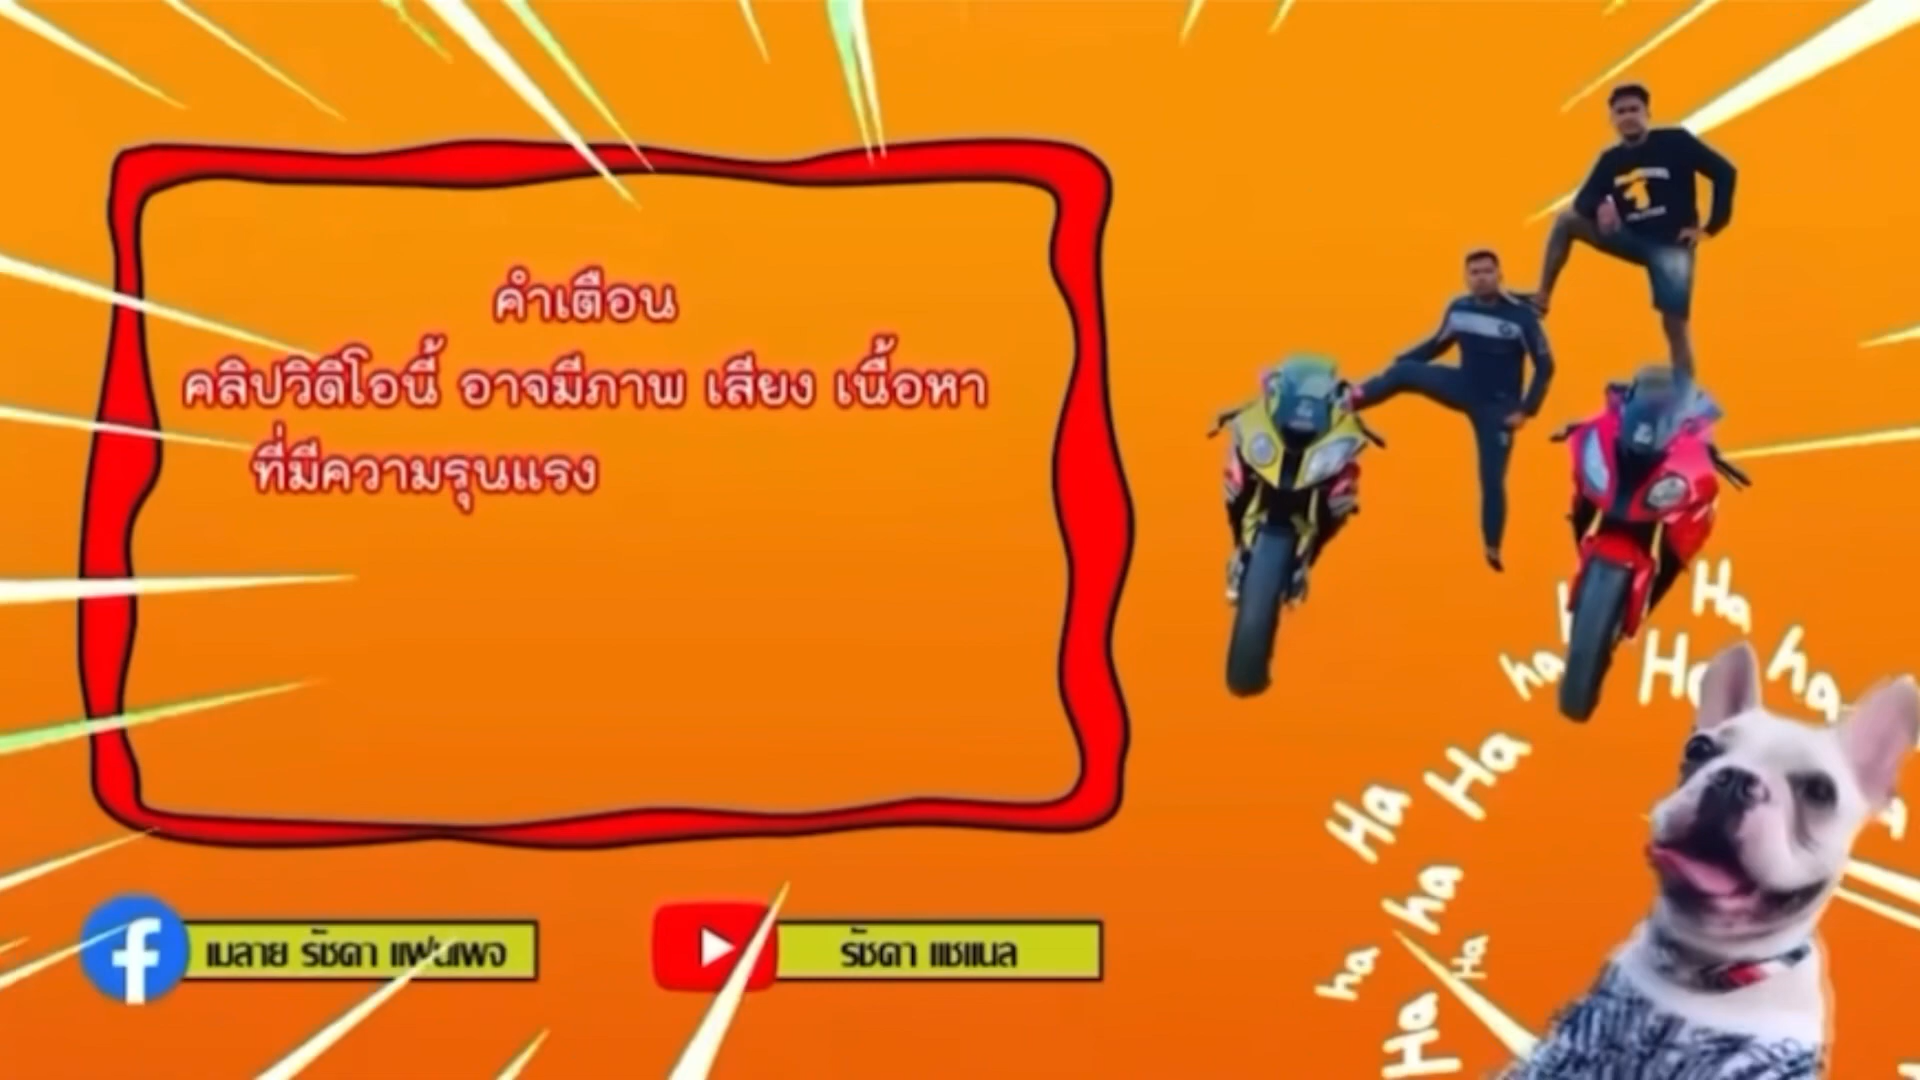 คำเตือน
คลิปวิดิโอนี้ อาจมีภาพ เสียง เนื้อหา
ที่มีความรุนแรง
เมลาย รัชดา แฟนเพจ
รัชดา แชแนล
Ha
ha
Ha
ha
Ha
Ha
ha
ha
Ha
Ha